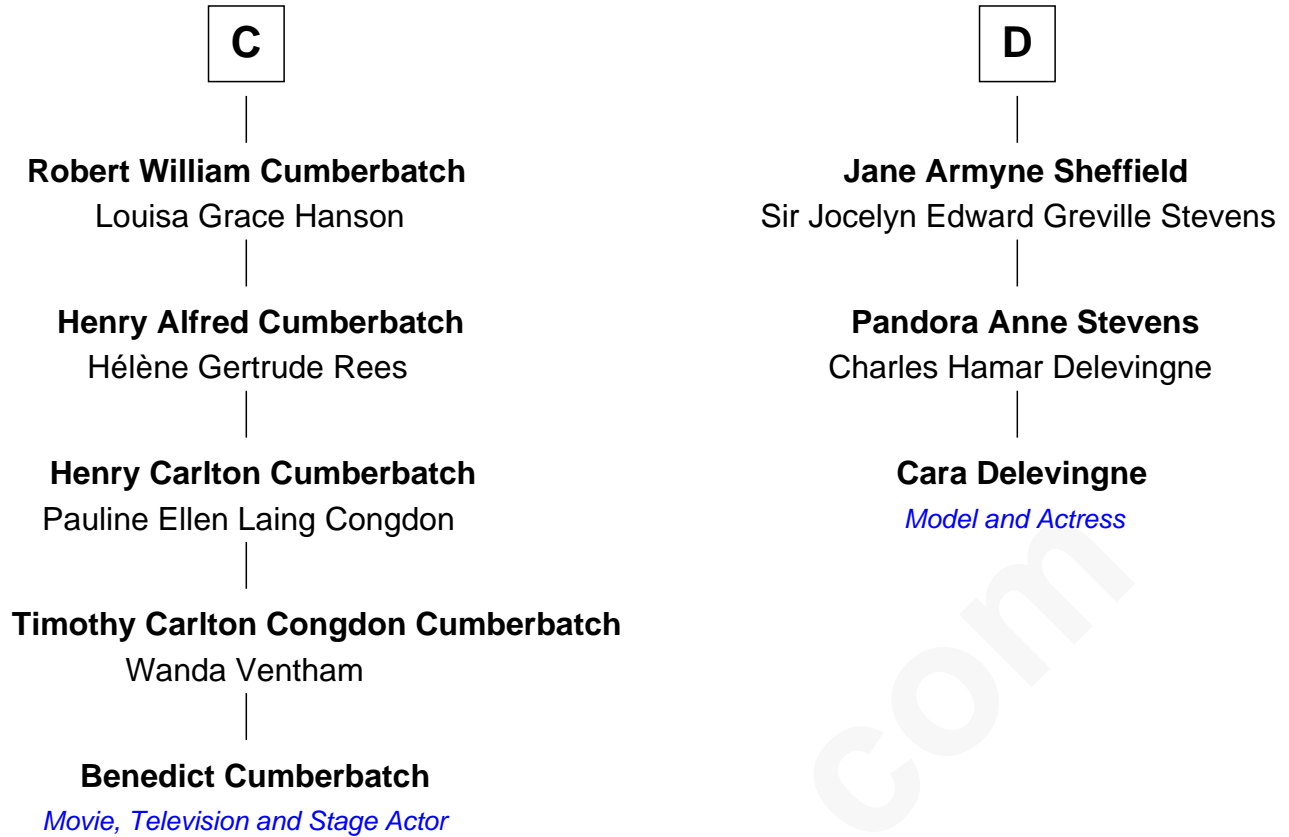 C
Robert William Cumberbatch
Louisa Grace Hanson
Henry Alfred Cumberbatch
Hélène Gertrude Rees
Henry Carlton Cumberbatch
Pauline Ellen Laing Congdon
Timothy Carlton Congdon Cumberbatch
Wanda Ventham
Benedict Cumberbatch
Movie, Television and Stage Actor
D
Jane Armyne Sheffield
Sir Jocelyn Edward Greville Stevens
Pandora Anne Stevens
Charles Hamar Delevingne
Cara Delevingne
Model and Actress
com